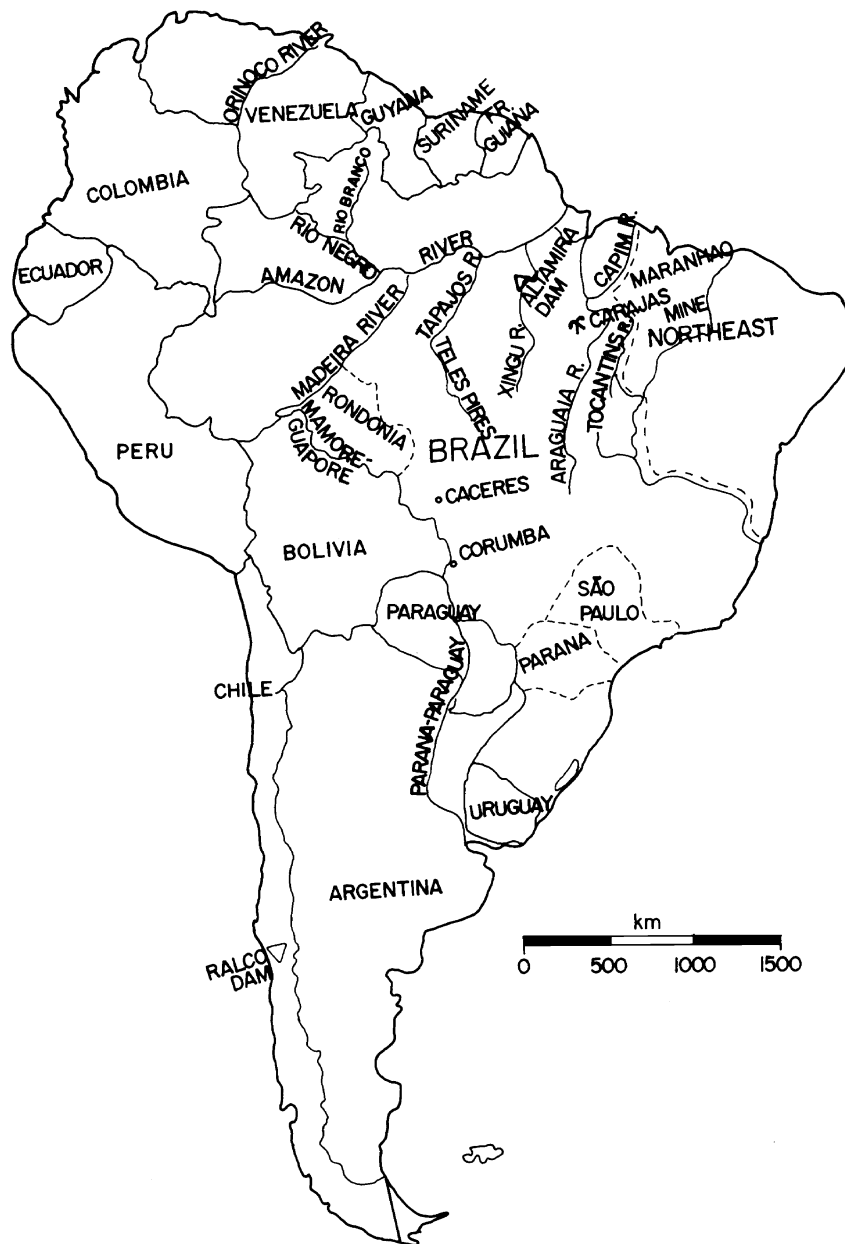 ORINOCO RIVER
VENEZUELA
GUYANA
SURINAME
FR.
GUIANA
COLOMBIA
RIO BRANCO
RIO NEGRO
ECUADOR
AMAZON
RIVER
TAPAJOS R.
TELES PIRES
ALTAMIRA
DAM
XINGU R.
CAPIM R.
MARANHAO
CARAJAS
MINE
NORTHEAST
TOCANTINS R.
ARAGUAIA R.
MADEIRA RIVER
RONDONIA
MAMORE-
GUAPORE
PERU
BRAZIL
CACERES
BOLIVIA
CORUMBA
PARAGUAY
SÃO
PAULO
PARANA
CHILE
PARANA-PARAGUAY
URUGUAY
ARGENTINA
RALCO
DAM
km
0 500 1000 1500